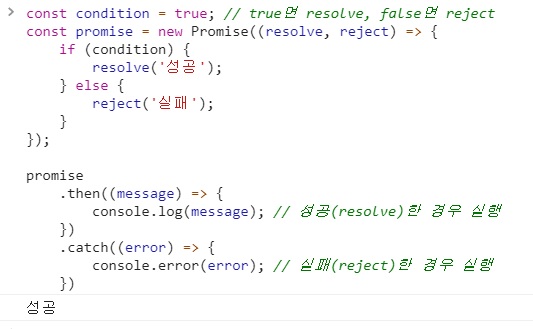 const condition = true; // true면 resolve, false면 reject
const promise = new Promise((resolve, reject) => {
    if (condition) {
        resolve('성공');
    } else {
        reject('실패');
    }
});

promise
    .then((message) => {
        console.log(message); // 성공(resolve)한 경우 실행
    })
    .catch((error) => {
        console.error(error); // 실패(reject)한 경우 실행
    })
성공